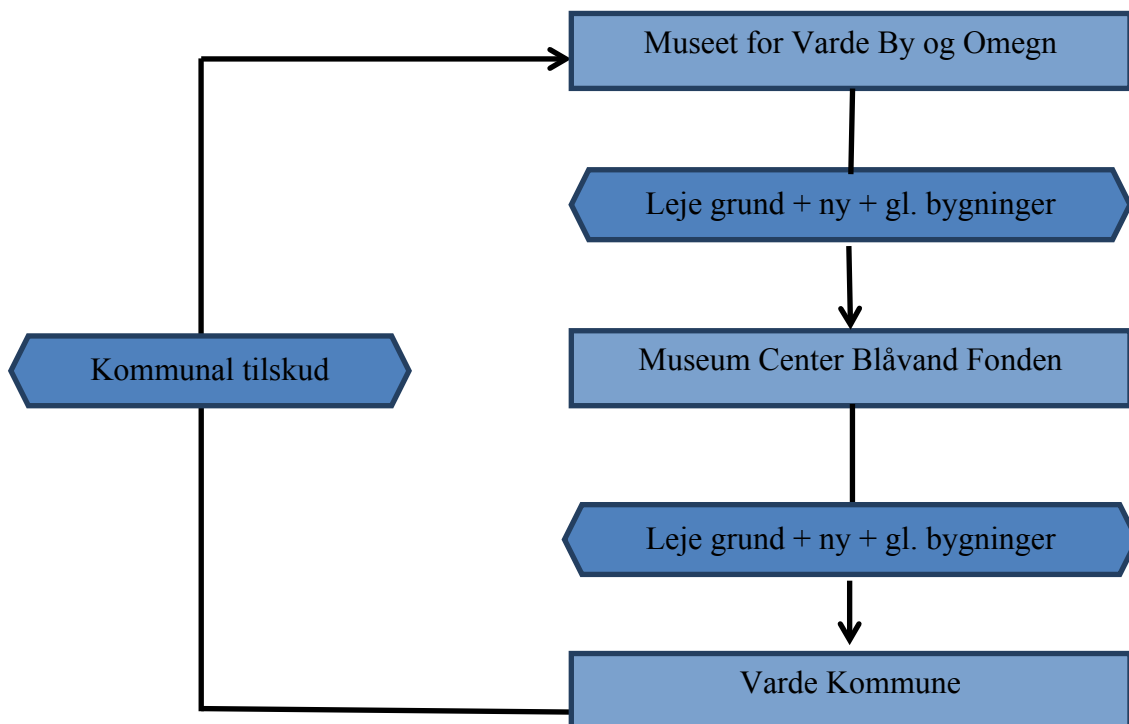 Museet for Varde By og Omegn
Leje grund + ny + gl. bygninger
Kommunal tilskud
Museum Center Blåvand Fonden
Leje grund + ny + gl. bygninger
Varde Kommune